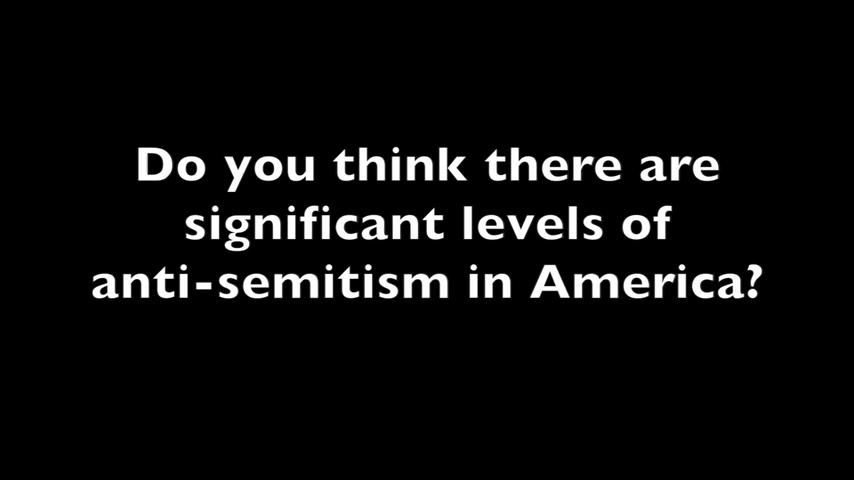 Do you think there are
significant levels of
anti-semitism in America?